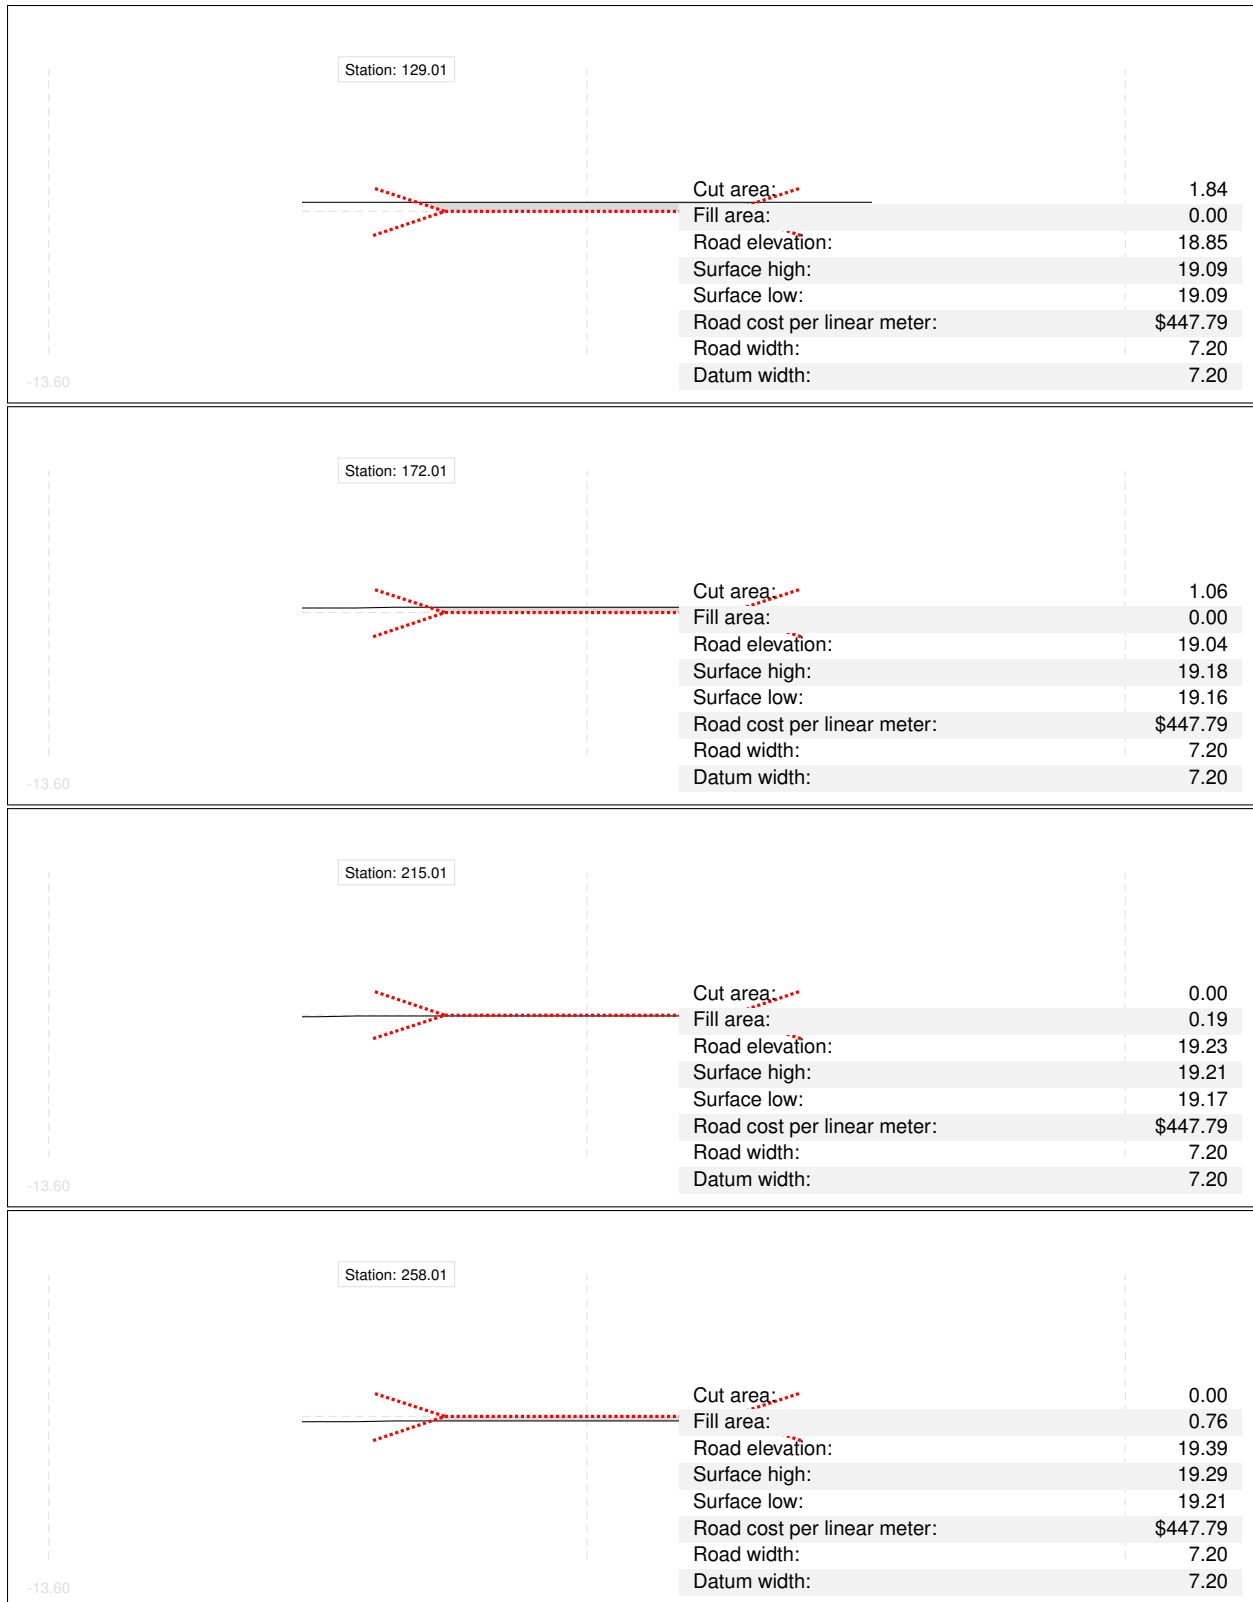 Station: 129.01
Cut area: 1.84
Fill area: 0.00
Road elevation: 18.85
Surface high: 19.09
Surface low: 19.09
Road cost per linear meter: $447.79
Road width: 7.20
Datum width: 7.20
-13.60
Station: 172.01
Cut area: 1.06
Fill area: 0.00
Road elevation: 19.04
Surface high: 19.18
Surface low: 19.16
Road cost per linear meter: $447.79
Road width: 7.20
Datum width: 7.20
-13.60
Station: 215.01
Cut area: 0.00
Fill area: 0.19
Road elevation: 19.23
Surface high: 19.21
Surface low: 19.17
Road cost per linear meter: $447.79
Road width: 7.20
Datum width: 7.20
-13.60
Station: 258.01
Cut area: 0.00
Fill area: 0.76
Road elevation: 19.39
Surface high: 19.29
Surface low: 19.21
Road cost per linear meter: $447.79
Road width: 7.20
Datum width: 7.20
-13.60